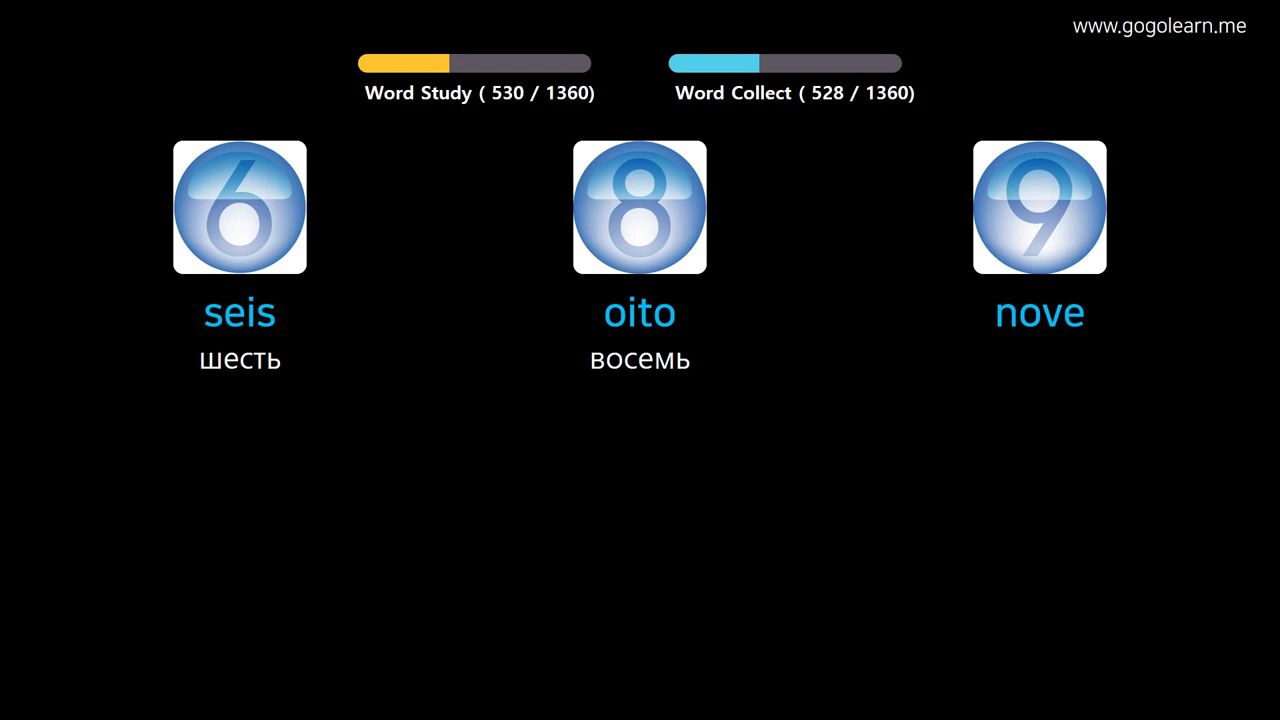 www.gogolearn.me
Word Study ( 530 / 1360)
Word Collect ( 528 / 1360)
6
8
9
seis
oito
nove
шесть
восемь